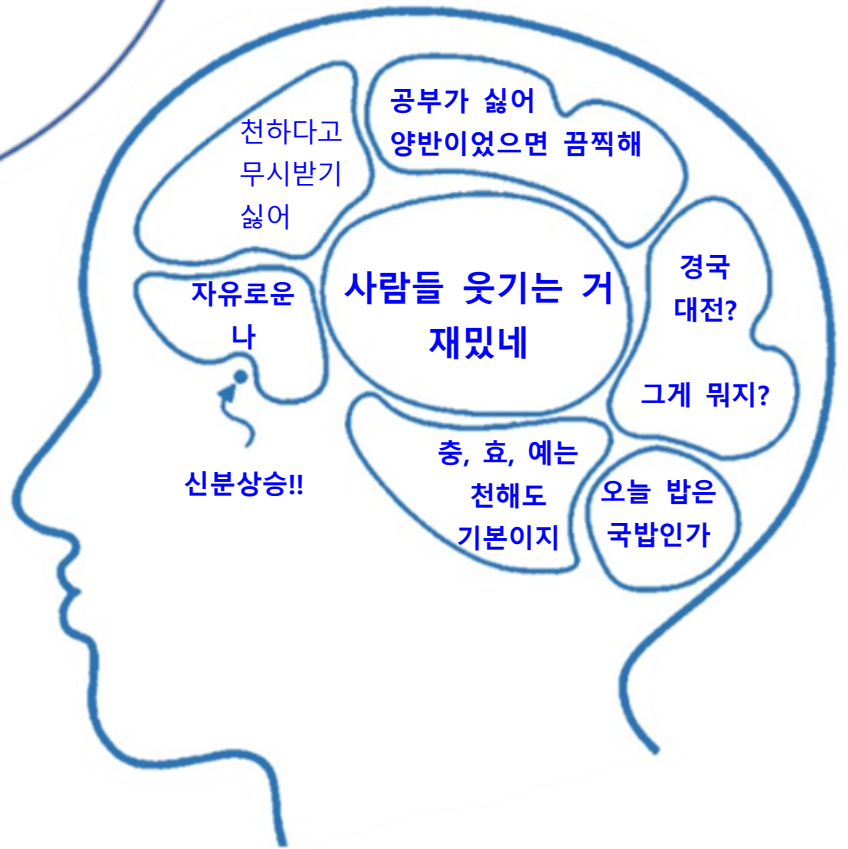 공부가 싫어
양반이었으면 끔찍해
천하다고
무시받기
싫어
사람들 웃기는 거
재밌네
경국
대전?
그게 뭐지?
자유로운
나
신분상승!!
충, 효, 예는
천해도
기본이지
오늘 밥은
국밥인가